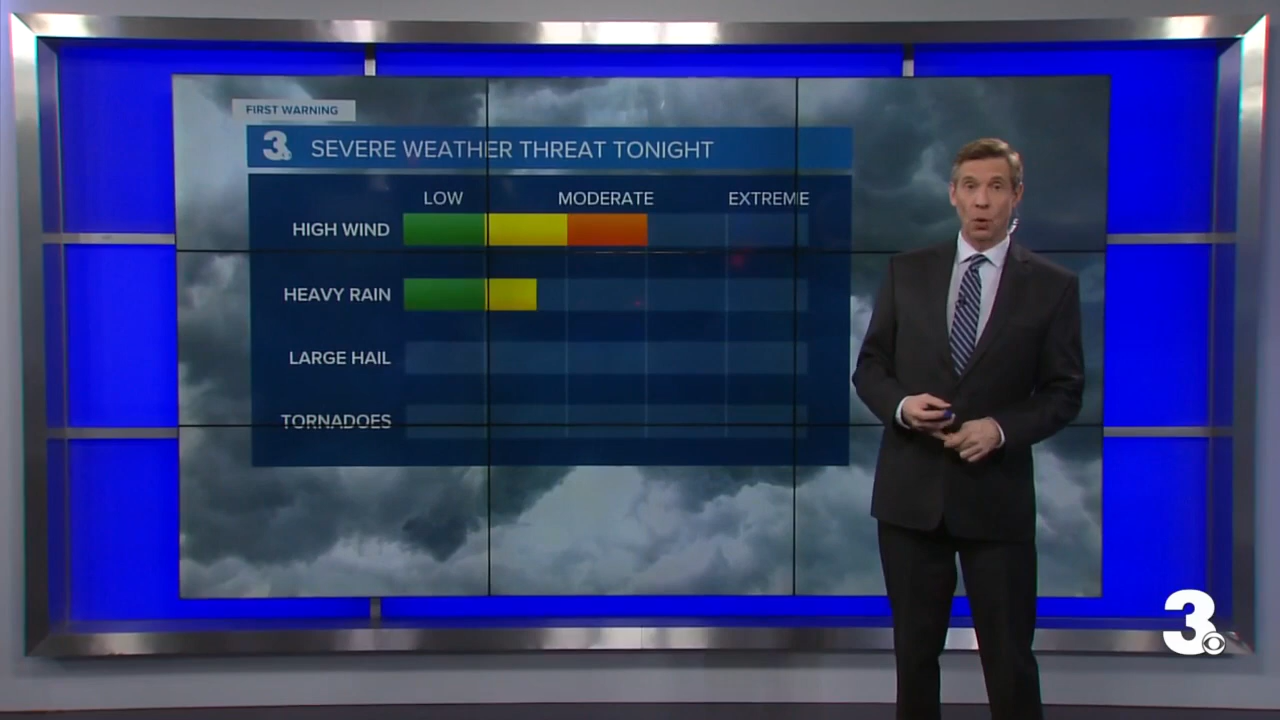 FIRST WARNING
3 SEVERE WEATHER THREAT TONIGHT
LOW MODERATE EXTREME
HIGH WIND
HEAVY RAIN
LARGE HAIL
TORNADOES
3